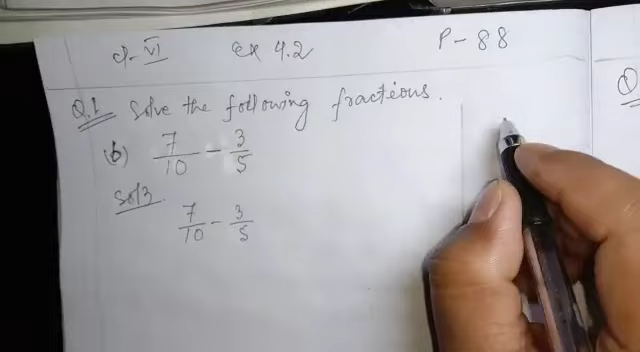 cl-VI Ex 4.2 P-88
Q.1 Solve the following fractions.
(b) 7/10 - 3/5
Sol
7/10 - 3/5
Q